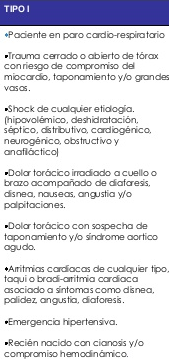 TIPO I
•Paciente en paro cardio-respiratorio
•Trauma cerrado o abierto de tórax
con riesgo de compromiso del
miocardio, taponamiento y/o grandes
vasos.
•Shock de cualquier etiología.
(hipovolémico, deshidratación,
séptico, distributivo, cardiogénico,
neurogénico, obstructivo y
anafiláctico)
•Dolor torácico irradiado a cuello o
brazo acompañado de diaforesis,
disnea, nauseas, angustia y/o
palpitaciones.
•Dolor torácico con sospecha de
taponamiento y/o síndrome aortico
agudo.
•Arritmias cardiacas de cualquier tipo,
taqui o bradi-arritmia cardiaca
asociado a síntomas como disnea,
palidez, angustia, diaforesis.
•Emergencia hipertensiva.
•Recién nacido con cianosis y/o
compromiso hemodinámico.